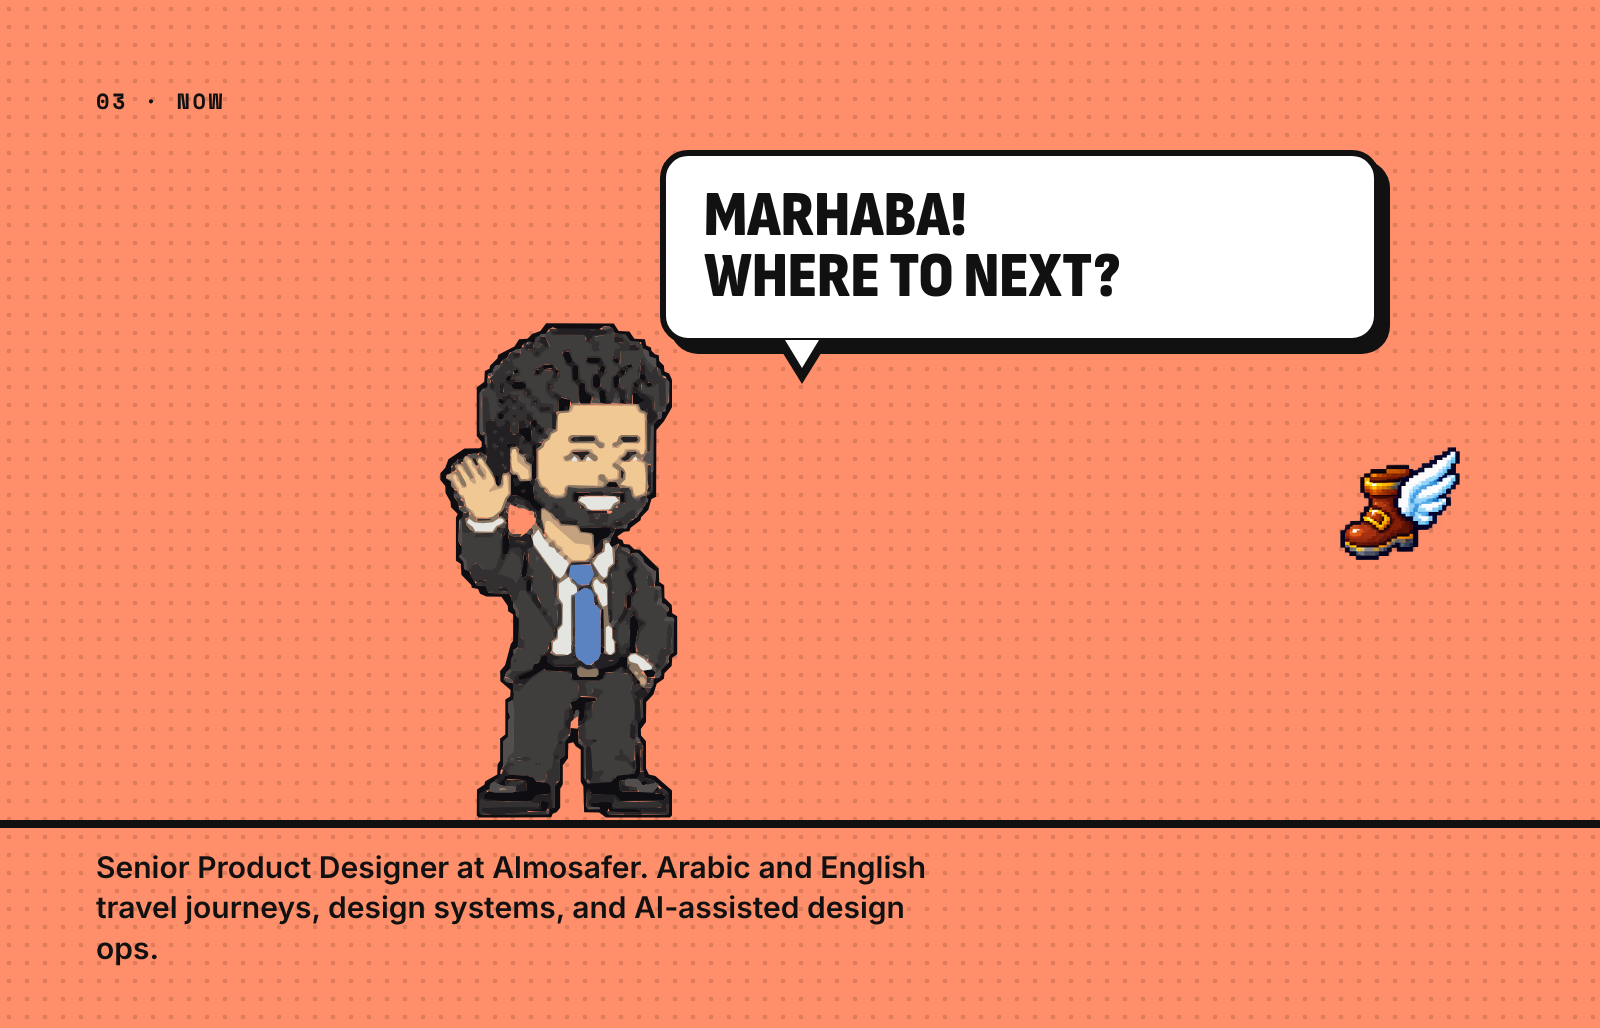 03 · NOW
MARHABA!
WHERE TO NEXT?
Senior Product Designer at Almosafer. Arabic and English
travel journeys, design systems, and AI-assisted design
ops.